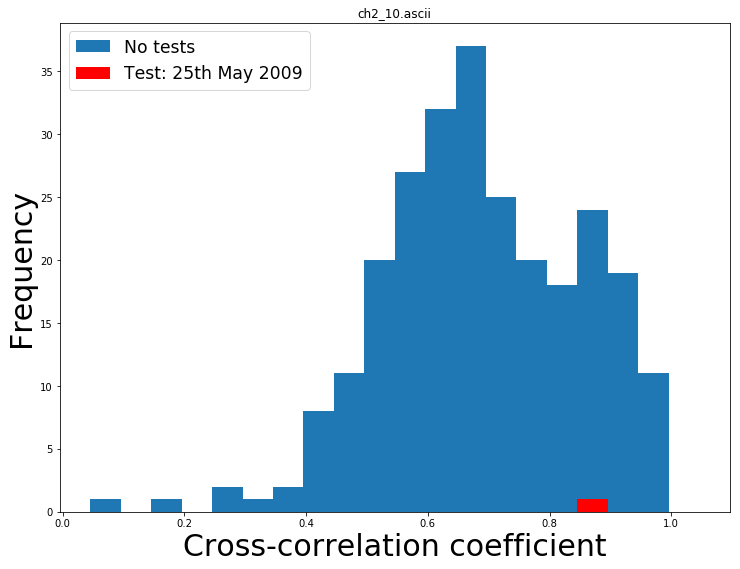 ch2_10.ascii
No tests
Test: 25th May 2009
Frequency
35
30
25
20
15
10
5
0
0.0 0.2 0.4 0.6 0.8 1.0
Cross-correlation coefficient